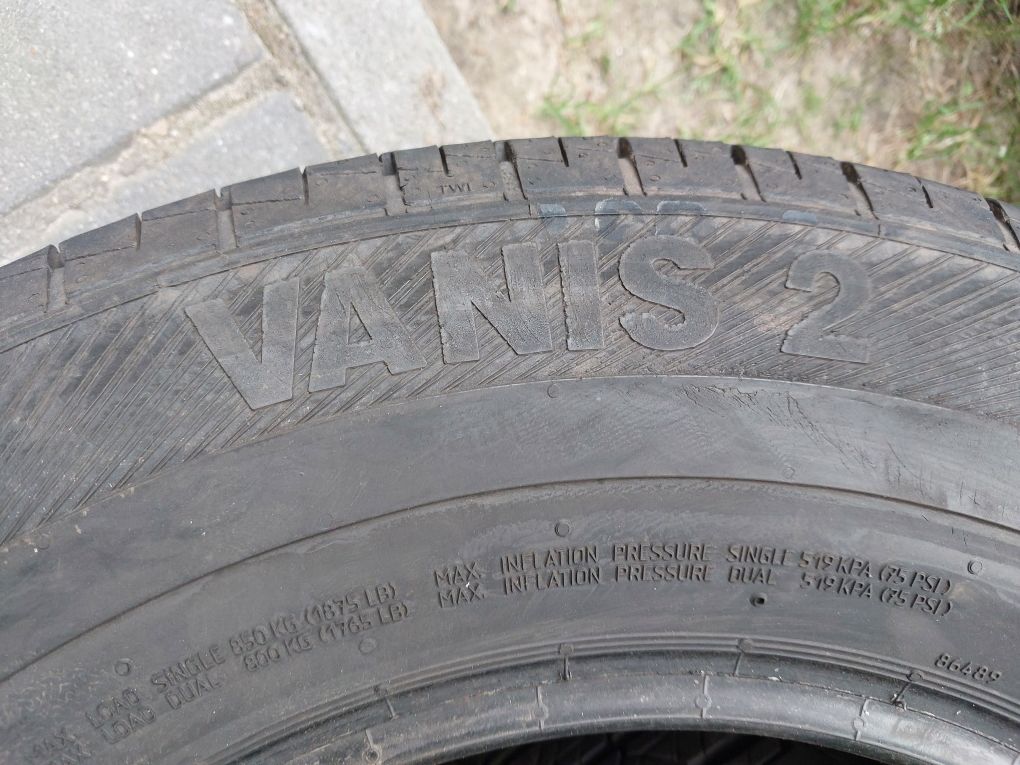 TWI
VANIS 2
MAX. LOAD SINGLE 850 KG (1875 LB) MAX. INFLATION PRESSURE SINGLE 519 KPA (75 PSI)
MAX. LOAD DUAL 800 KG (1765 LB) MAX. INFLATION PRESSURE DUAL 519 KPA (75 PSI)
86489